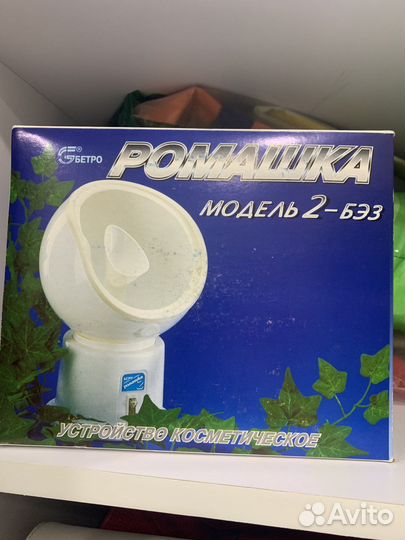 БЕТРО
РОМАШКА
МОДЕЛЬ 2-БЭЗ
УСТРОЙСТВО КОСМЕТИЧЕСКОЕ
Avito